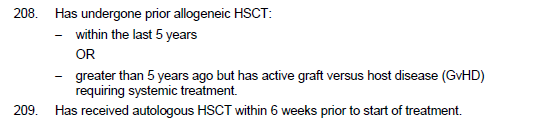 208. Has undergone prior allogeneic HSCT:
– within the last 5 years
OR
– greater than 5 years ago but has active graft versus host disease (GvHD)
requiring systemic treatment.
209. Has received autologous HSCT within 6 weeks prior to start of treatment.